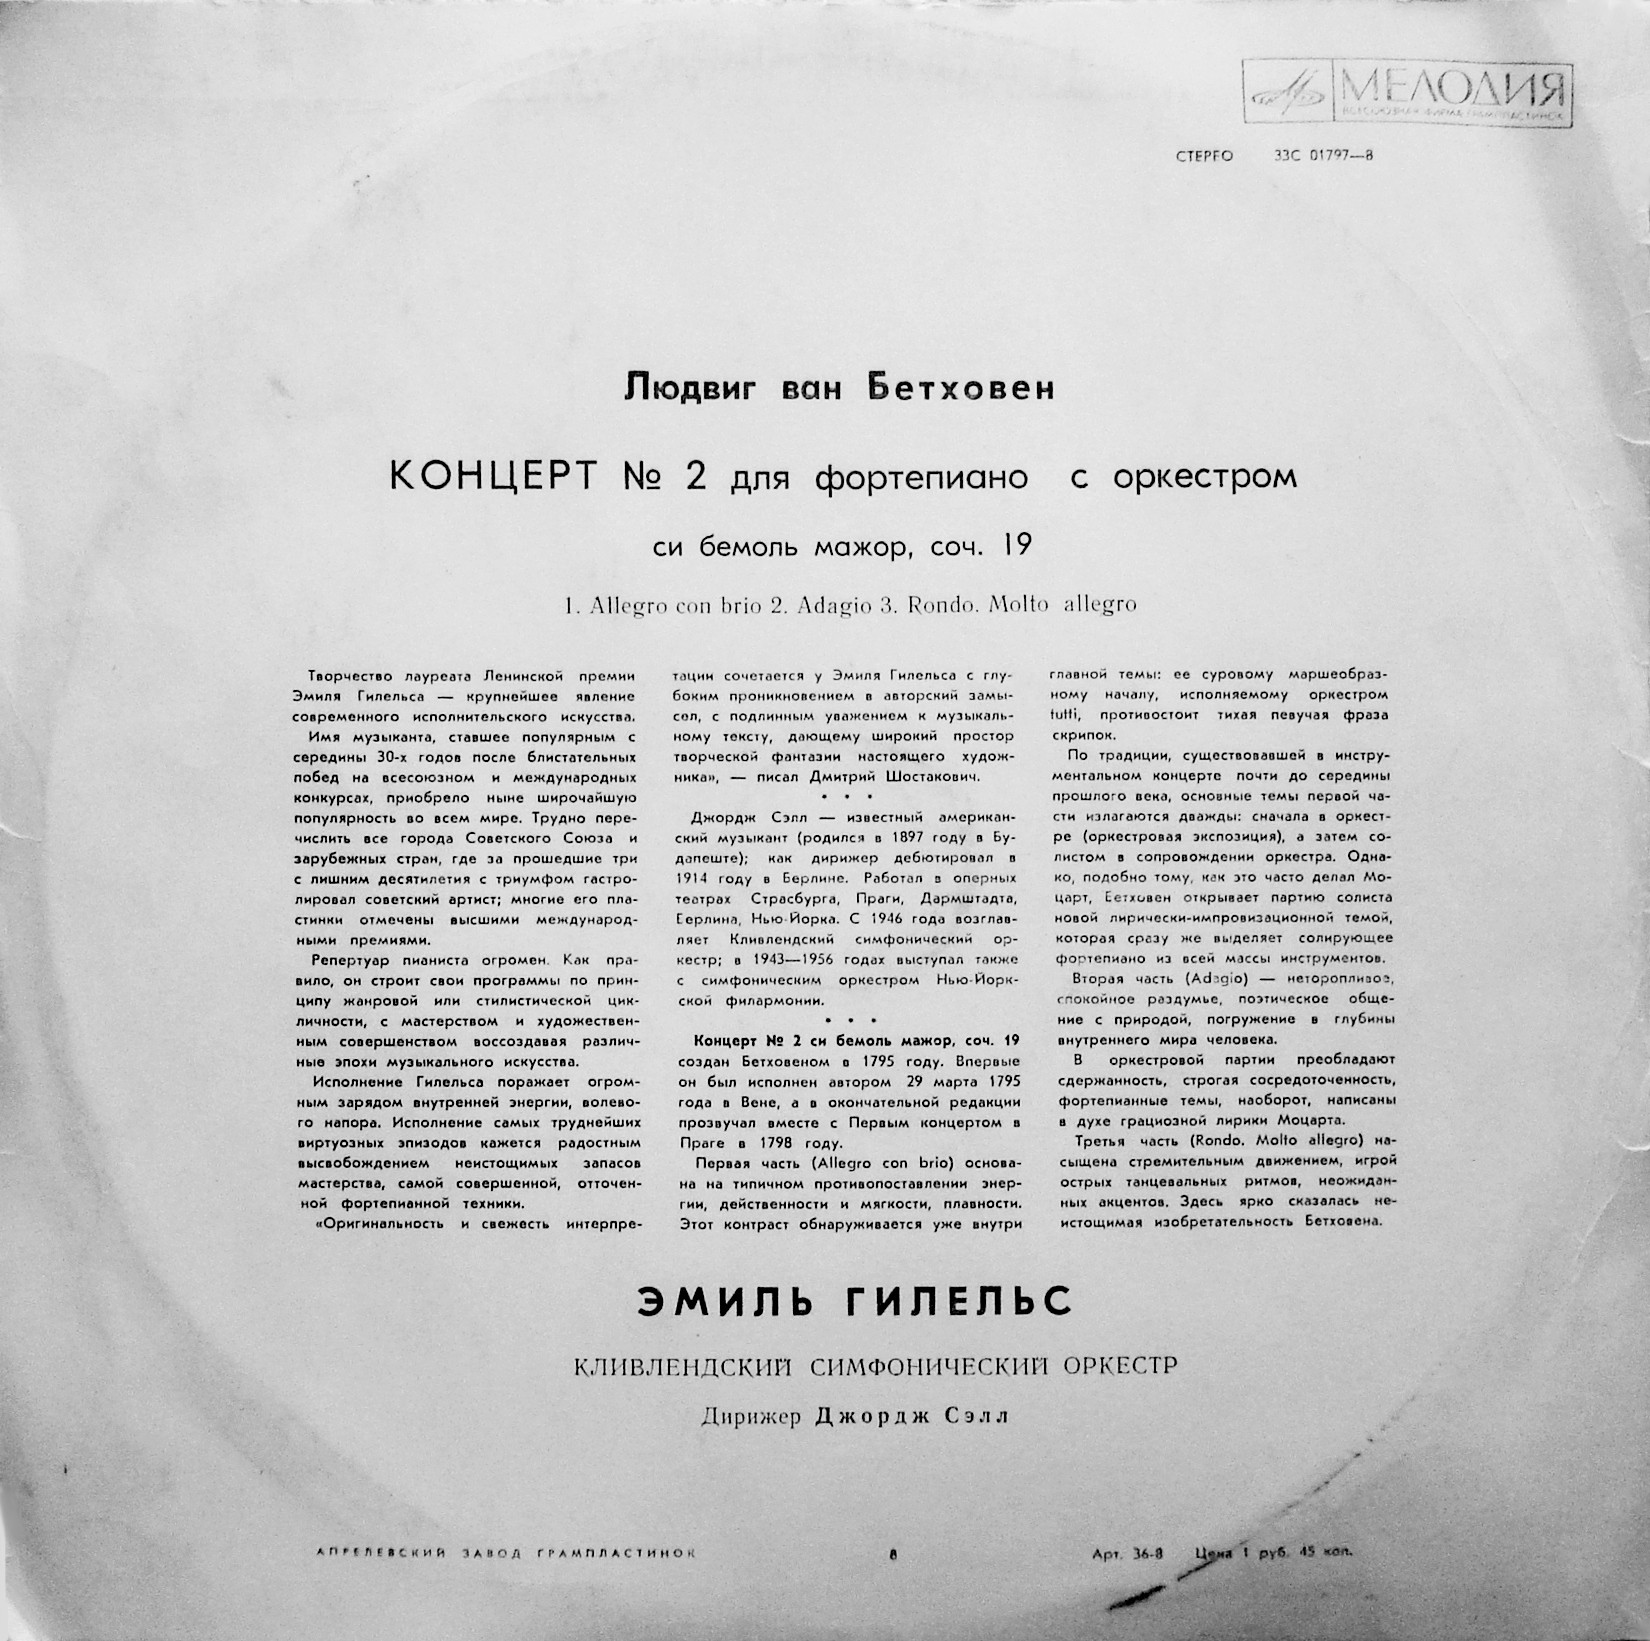 МЕЛОДИЯ
ВСЕСОЮЗНАЯ ФИРМА ГРАМПЛАСТИНОК
СТЕРЕО 33С 01797—8
Людвиг ван Бетховен
КОНЦЕРТ № 2 для фортепиано с оркестром
си бемоль мажор, соч. 19
1. Allegro con brio 2. Adagio 3. Rondo. Molto allegro
Творчество лауреата Ленинской премии
Эмиля Гилельса — крупнейшее явление
современного исполнительского искусства.
Имя музыканта, ставшее популярным с
середины 30-х годов после блистательных
побед на всесоюзном и международных
конкурсах, приобрело ныне широчайшую
популярность во всем мире. Трудно пере-
числить все города Советского Союза и
зарубежных стран, где за прошедшие три
с лишним десятилетия с триумфом гастро-
лировал советский артист; многие его пла-
стинки отмечены высшими международ-
ными премиями.
Репертуар пианиста огромен. Как пра-
вило, он строит свои программы по прин-
ципу жанровой или стилистической цик-
личности, с мастерством и художествен-
ным совершенством воссоздавая различ-
ные эпохи музыкального искусства.
Исполнение Гилельса поражает огром-
ным зарядом внутренней энергии, волево-
го напора. Исполнение самых труднейших
виртуозных эпизодов кажется радостным
высвобождением неистощимых запасов
мастерства, самой совершенной, отточен-
ной фортепианной техники.
«Оригинальность и свежесть интерпре-
тации сочетается у Эмиля Гилельса с глу-
боким проникновением в авторский замы-
сел, с подлинным уважением к музыкаль-
ному тексту, дающему широкий простор
творческой фантазии настоящего худож-
ника», — писал Дмитрий Шостакович.
• • •
Джордж Сэлл — известный американ-
ский музыкант (родился в 1897 году в Бу-
дапеште); как дирижер дебютировал в
1914 году в Берлине. Работал в оперных
театрах Страсбурга, Праги, Дармштадта,
Берлина, Нью-Йорка. С 1946 года возглав-
ляет Кливлендский симфонический ор-
кестр; в 1943—1956 годах выступал также
с симфоническим оркестром Нью-Йорк-
ской филармонии.
• • •
Концерт № 2 си бемоль мажор, соч. 19
создан Бетховеном в 1795 году. Впервые
он был исполнен автором 29 марта 1795
года в Вене, а в окончательной редакции
прозвучал вместе с Первым концертом в
Праге в 1798 году.
Первая часть (Allegro con brio) основа-
на на типичном противопоставлении энер-
гии, действенности и мягкости, плавности.
Этот контраст обнаруживается уже внутри
главной темы: ее суровому маршеобраз-
ному началу, исполняемому оркестром
tutti, противостоит тихая певучая фраза
скрипок.
По традиции, существовавшей в инстру-
ментальном концерте почти до середины
прошлого века, основные темы первой ча-
сти излагаются дважды: сначала в оркест-
ре (оркестровая экспозиция), а затем со-
листом в сопровождении оркестра. Одна-
ко, подобно тому, как это часто делал Мо-
царт, Бетховен открывает партию солиста
новой лирически-импровизационной темой,
которая сразу же выделяет солирующее
фортепиано из всей массы инструментов.
Вторая часть (Adagio) — неторопливое,
спокойное раздумье, поэтическое обще-
ние с природой, погружение в глубины
внутреннего мира человека.
В оркестровой партии преобладают
сдержанность, строгая сосредоточенность,
фортепианные темы, наоборот, написаны
в духе грациозной лирики Моцарта.
Третья часть (Rondo. Molto allegro) на-
сыщена стремительным движением, игрой
острых танцевальных ритмов, неожидан-
ных акцентов. Здесь ярко сказалась не-
истощимая изобретательность Бетховена.
ЭМИЛЬ ГИЛЕЛЬС
КЛИВЛЕНДСКИЙ СИМФОНИЧЕСКИЙ ОРКЕСТР
Дирижер Джордж Сэлл
АПРЕЛЕВСКИЙ ЗАВОД ГРАМПЛАСТИНОК 8 Арт. 36-8 Цена 1 руб. 45 коп.